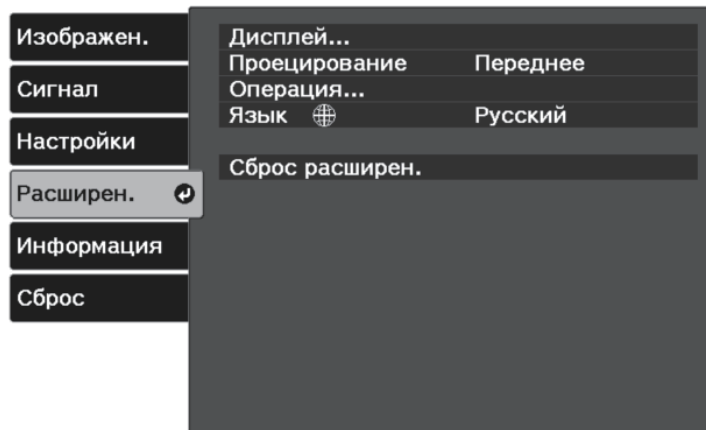 Изображен.
Сигнал
Настройки
Расширен.
Информация
Сброс
Дисплей...
Проецирование Переднее
Операция...
Язык Русский
Сброс расширен.